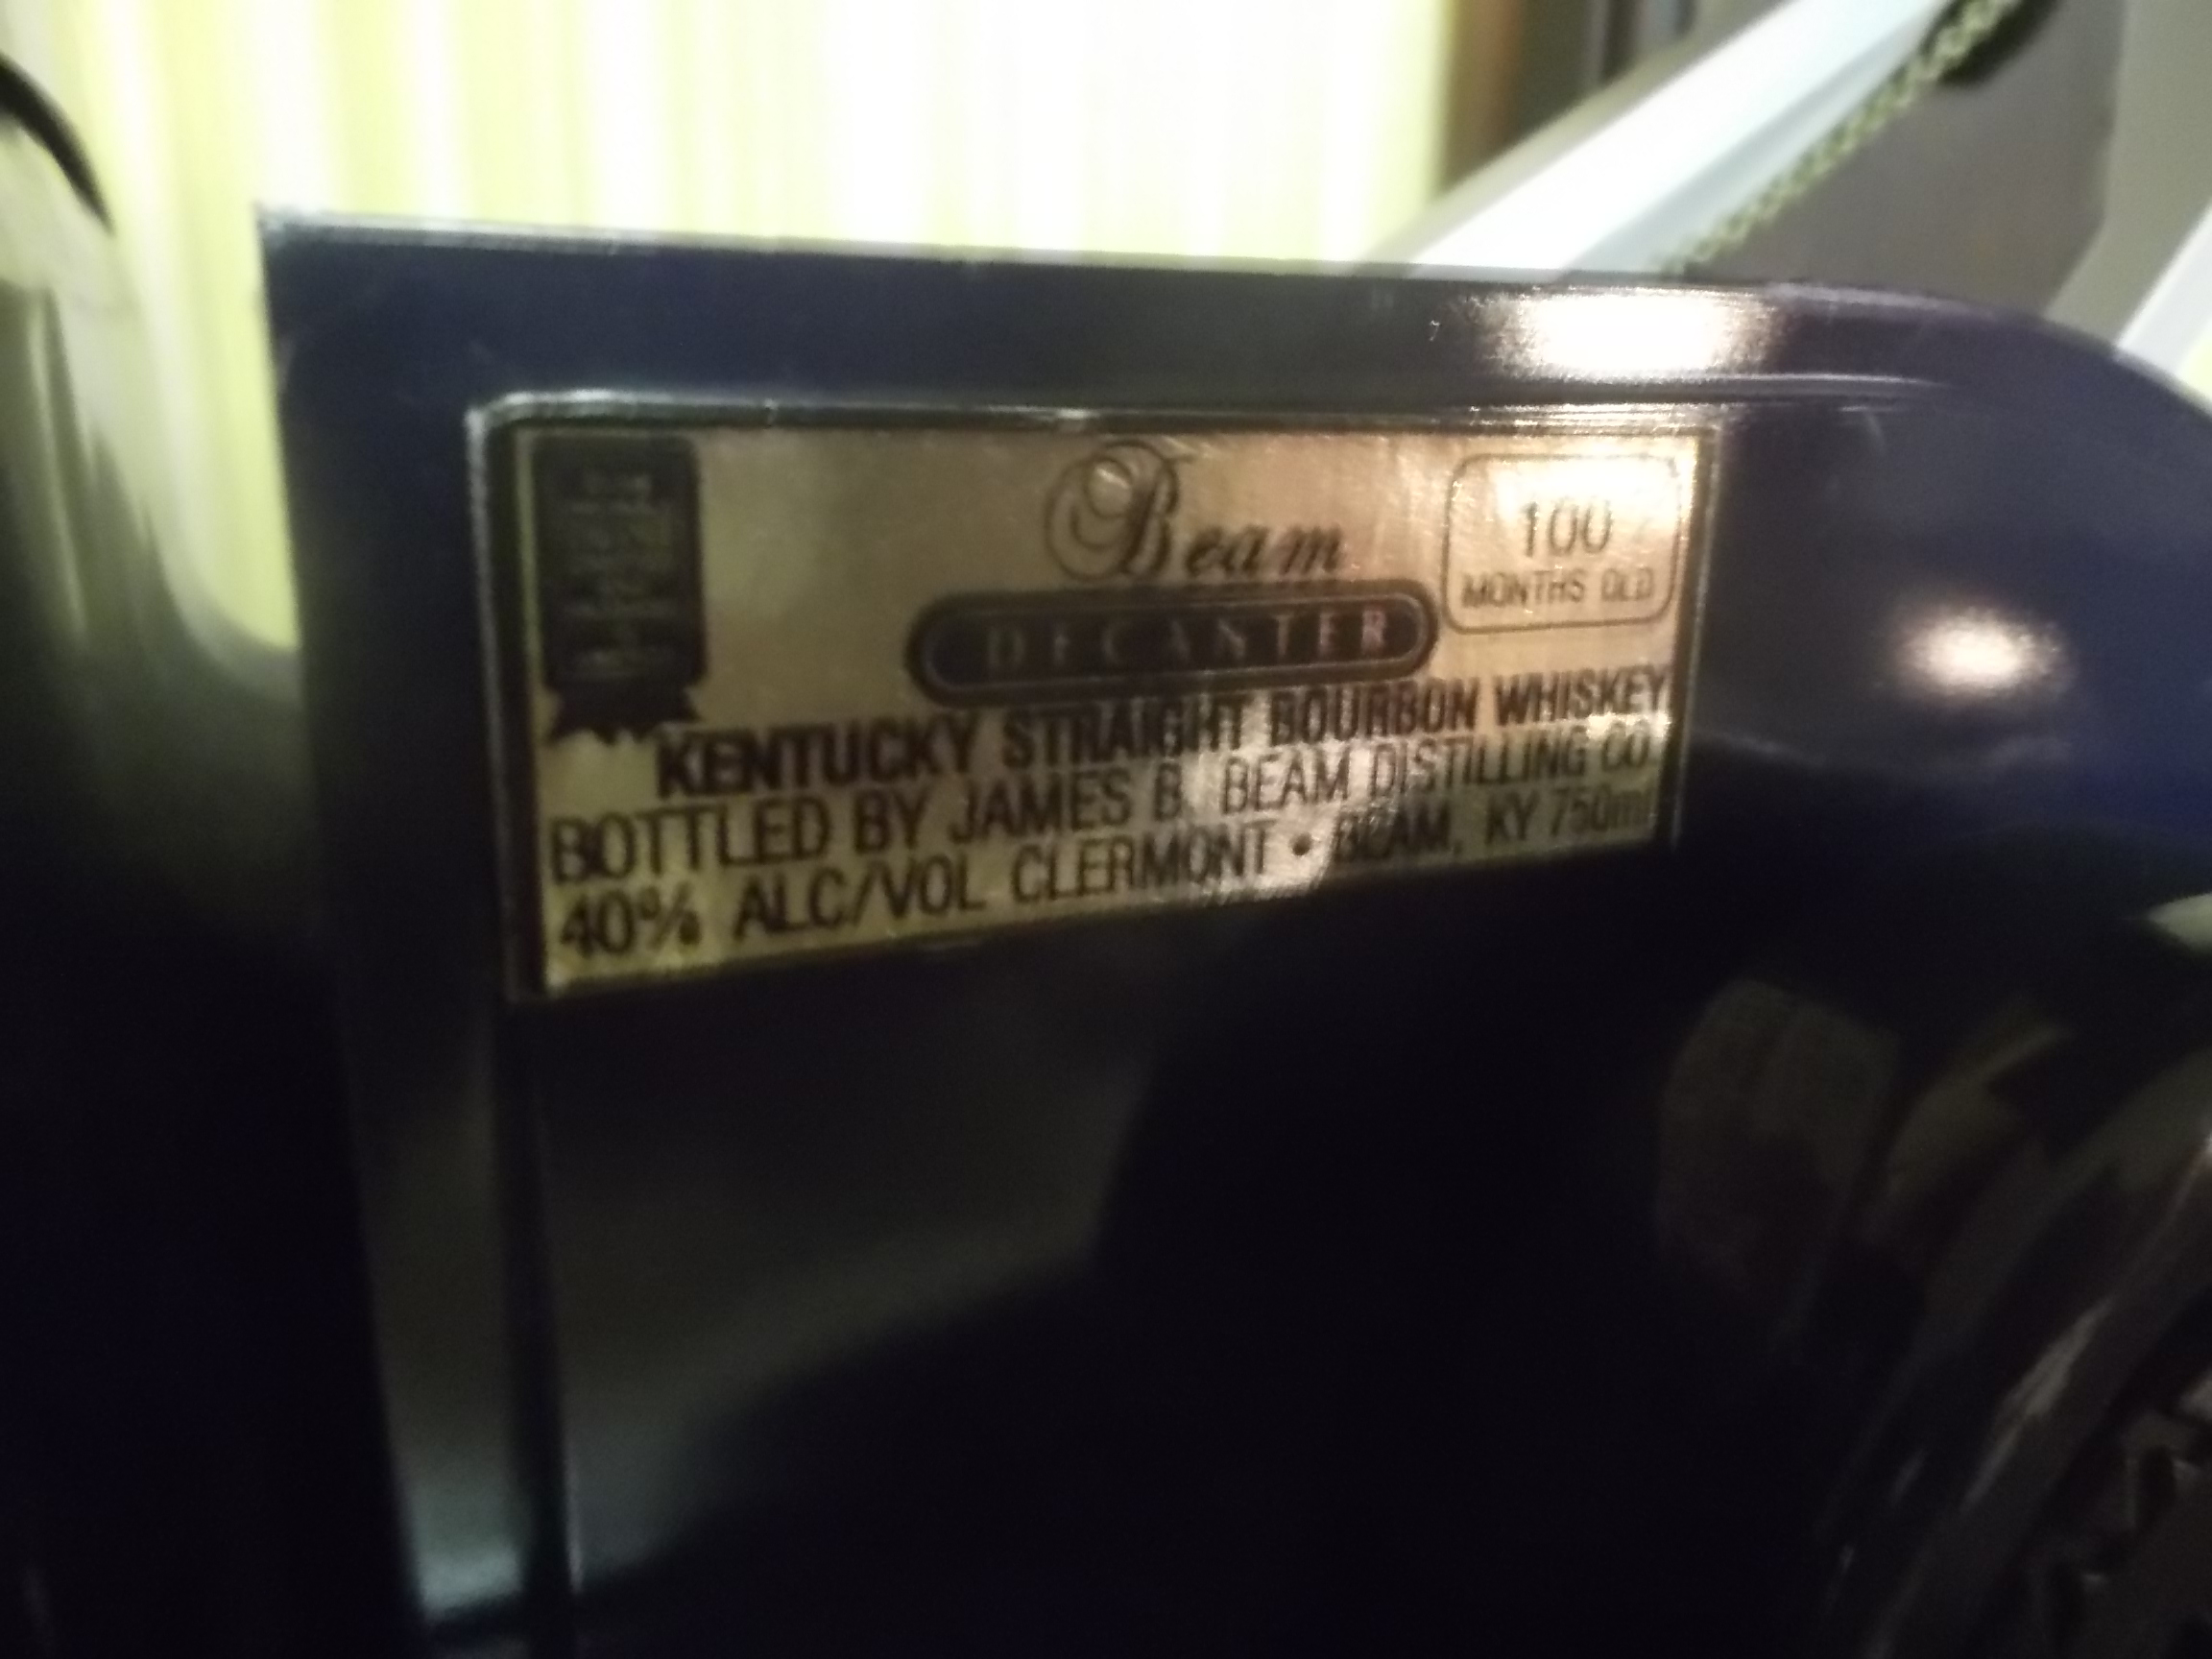 Beam
100
MONTHS OLD
DECANTER
KENTUCKY STRAIGHT BOURBON WHISKEY
BOTTLED BY JAMES B. BEAM DISTILLING CO.
40% ALC/VOL CLERMONT • BEAM, KY 750ml